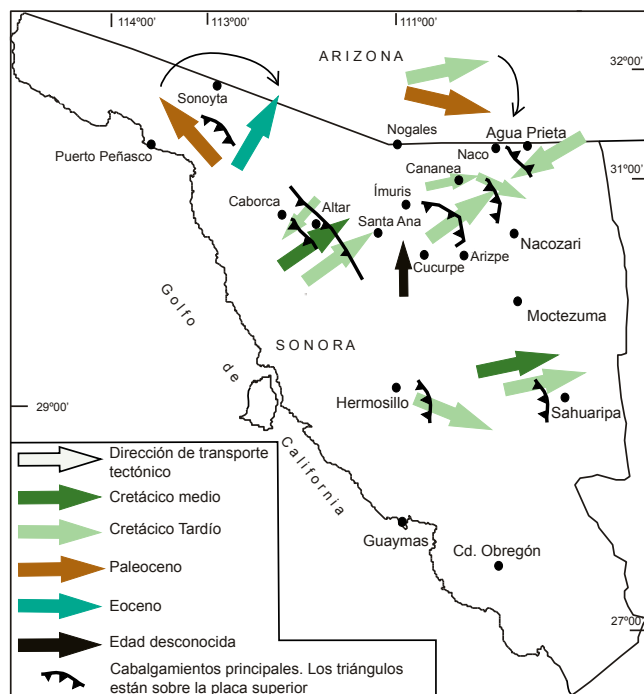 114º00'
113º00'
111º00'
ARIZONA
32º00'
Sonoyta
Nogales
Agua Prieta
Puerto Peñasco
Naco
31º00'
Cananea
Ímuris
Caborca
Altar
Santa Ana
Nacozari
Cucurpe
Arizpe
Moctezuma
Golfo de California
SONORA
Hermosillo
29º00'
Sahuaripa
Guaymas
Cd. Obregón
27º00'
Dirección de transporte
tectónico
Cretácico medio
Cretácico Tardío
Paleoceno
Eoceno
Edad desconocida
Cabalgamientos principales. Los triángulos
están sobre la placa superior